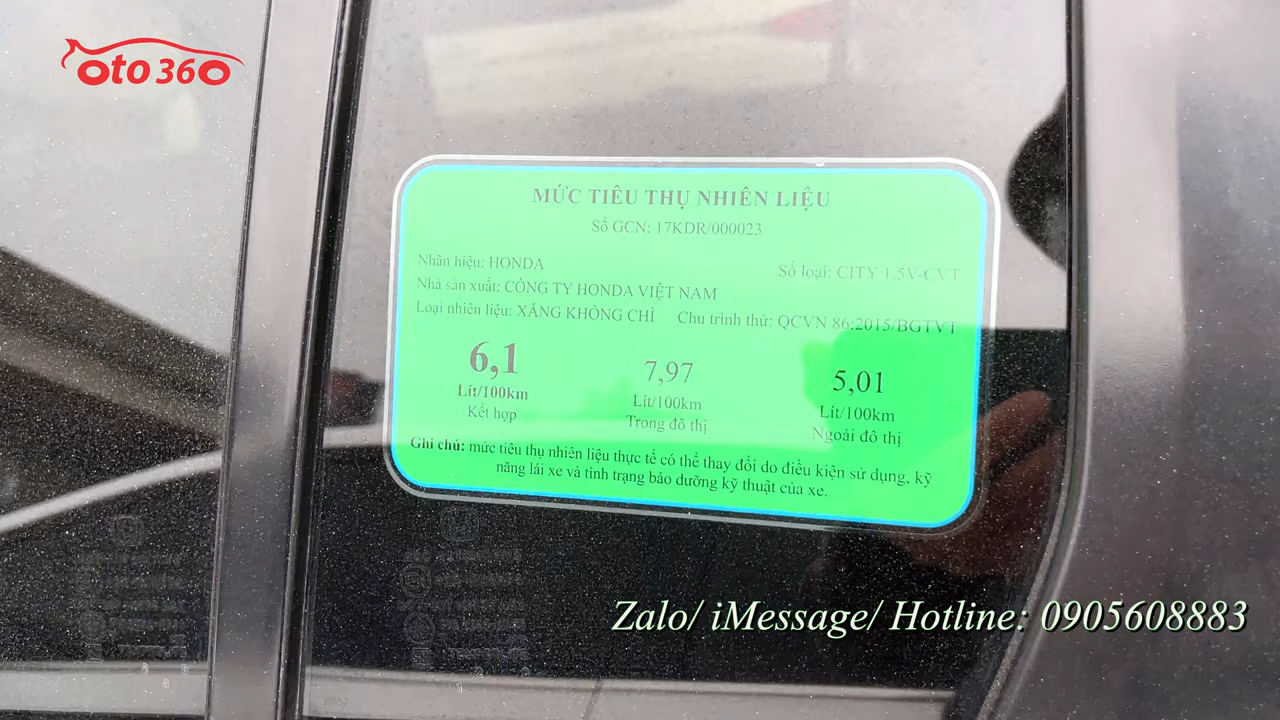 oto 360
MỨC TIÊU THỤ NHIÊN LIỆU
Số GCN: 17KDR/000023
Nhãn hiệu: HONDA
Số loại: CITY 1.5V-CVT
Nhà sản xuất: CÔNG TY HONDA VIỆT NAM
Loại nhiên liệu: XĂNG KHÔNG CHÌ Chu trình thử: QCVN 86:2015/BGTVT
6,1 7,97 5,01
Lít/100km Lít/100km Lít/100km
Kết hợp Trong đô thị Ngoài đô thị
Ghi chú: mức tiêu thụ nhiên liệu thực tế có thể thay đổi do điều kiện sử dụng, kỹ
năng lái xe và tình trạng bảo dưỡng kỹ thuật của xe.
Zalo/ iMessage/ Hotline: 0905608883